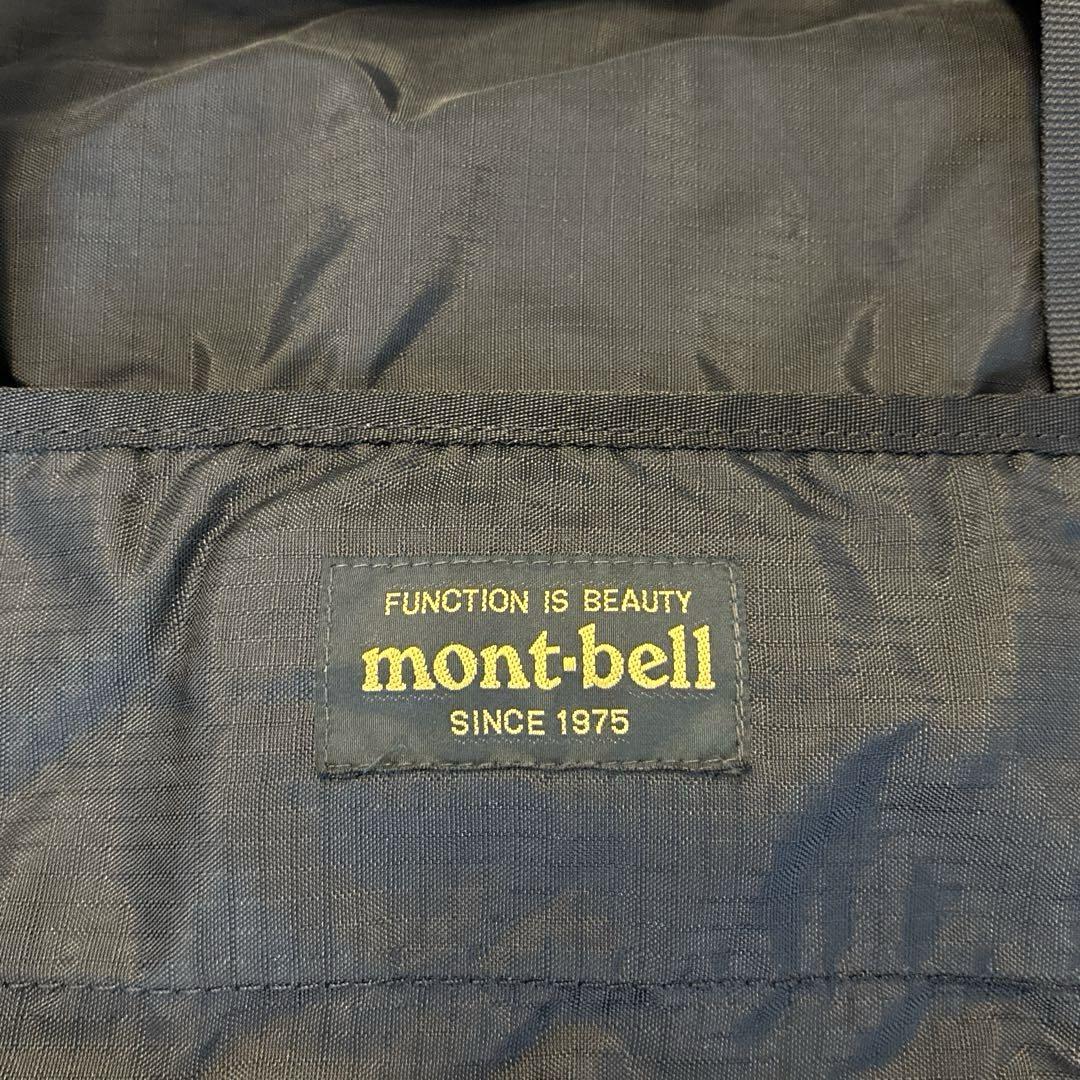 FUNCTION IS BEAUTY
mont-bell
SINCE 1975